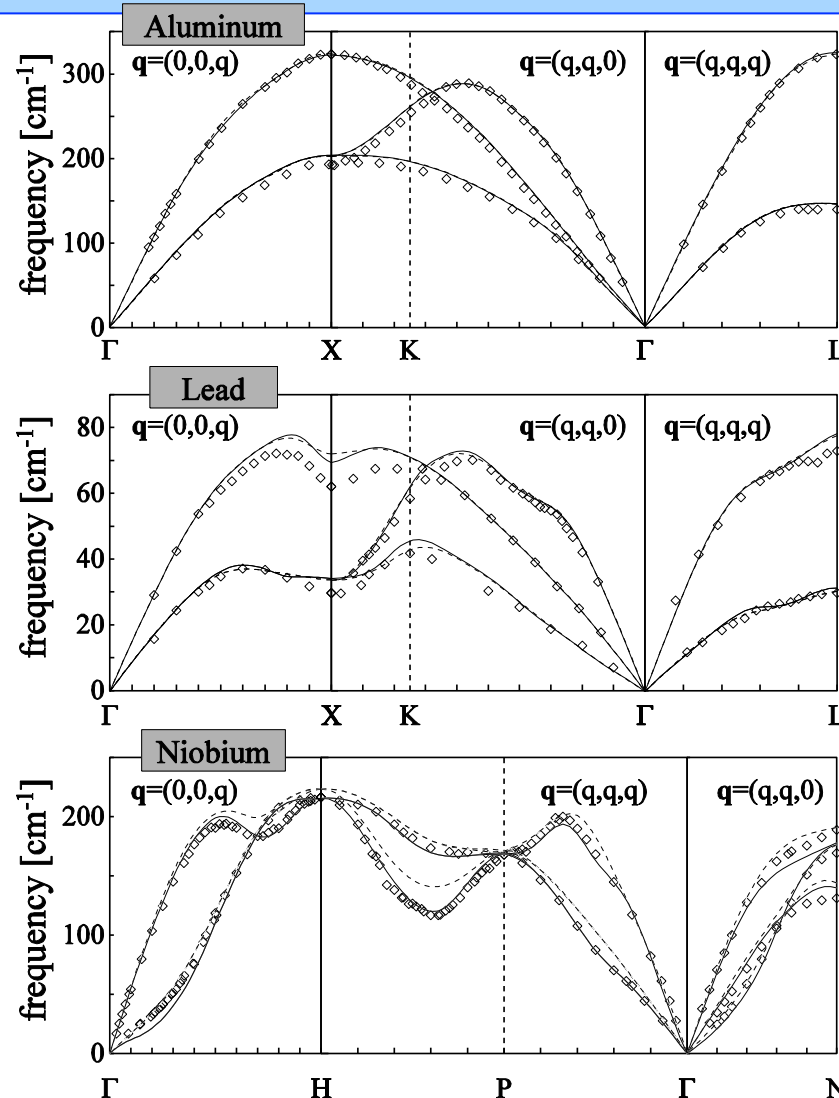 Aluminum
q=(0,0,q) q=(q,q,0) q=(q,q,q)
frequency [cm⁻¹]
300
200
100
0
Γ X K Γ L
Lead
q=(0,0,q) q=(q,q,0) q=(q,q,q)
frequency [cm⁻¹]
80
60
40
20
0
Γ X K Γ L
Niobium
q=(0,0,q) q=(q,q,q) q=(q,q,0)
frequency [cm⁻¹]
200
100
0
Γ H P Γ N